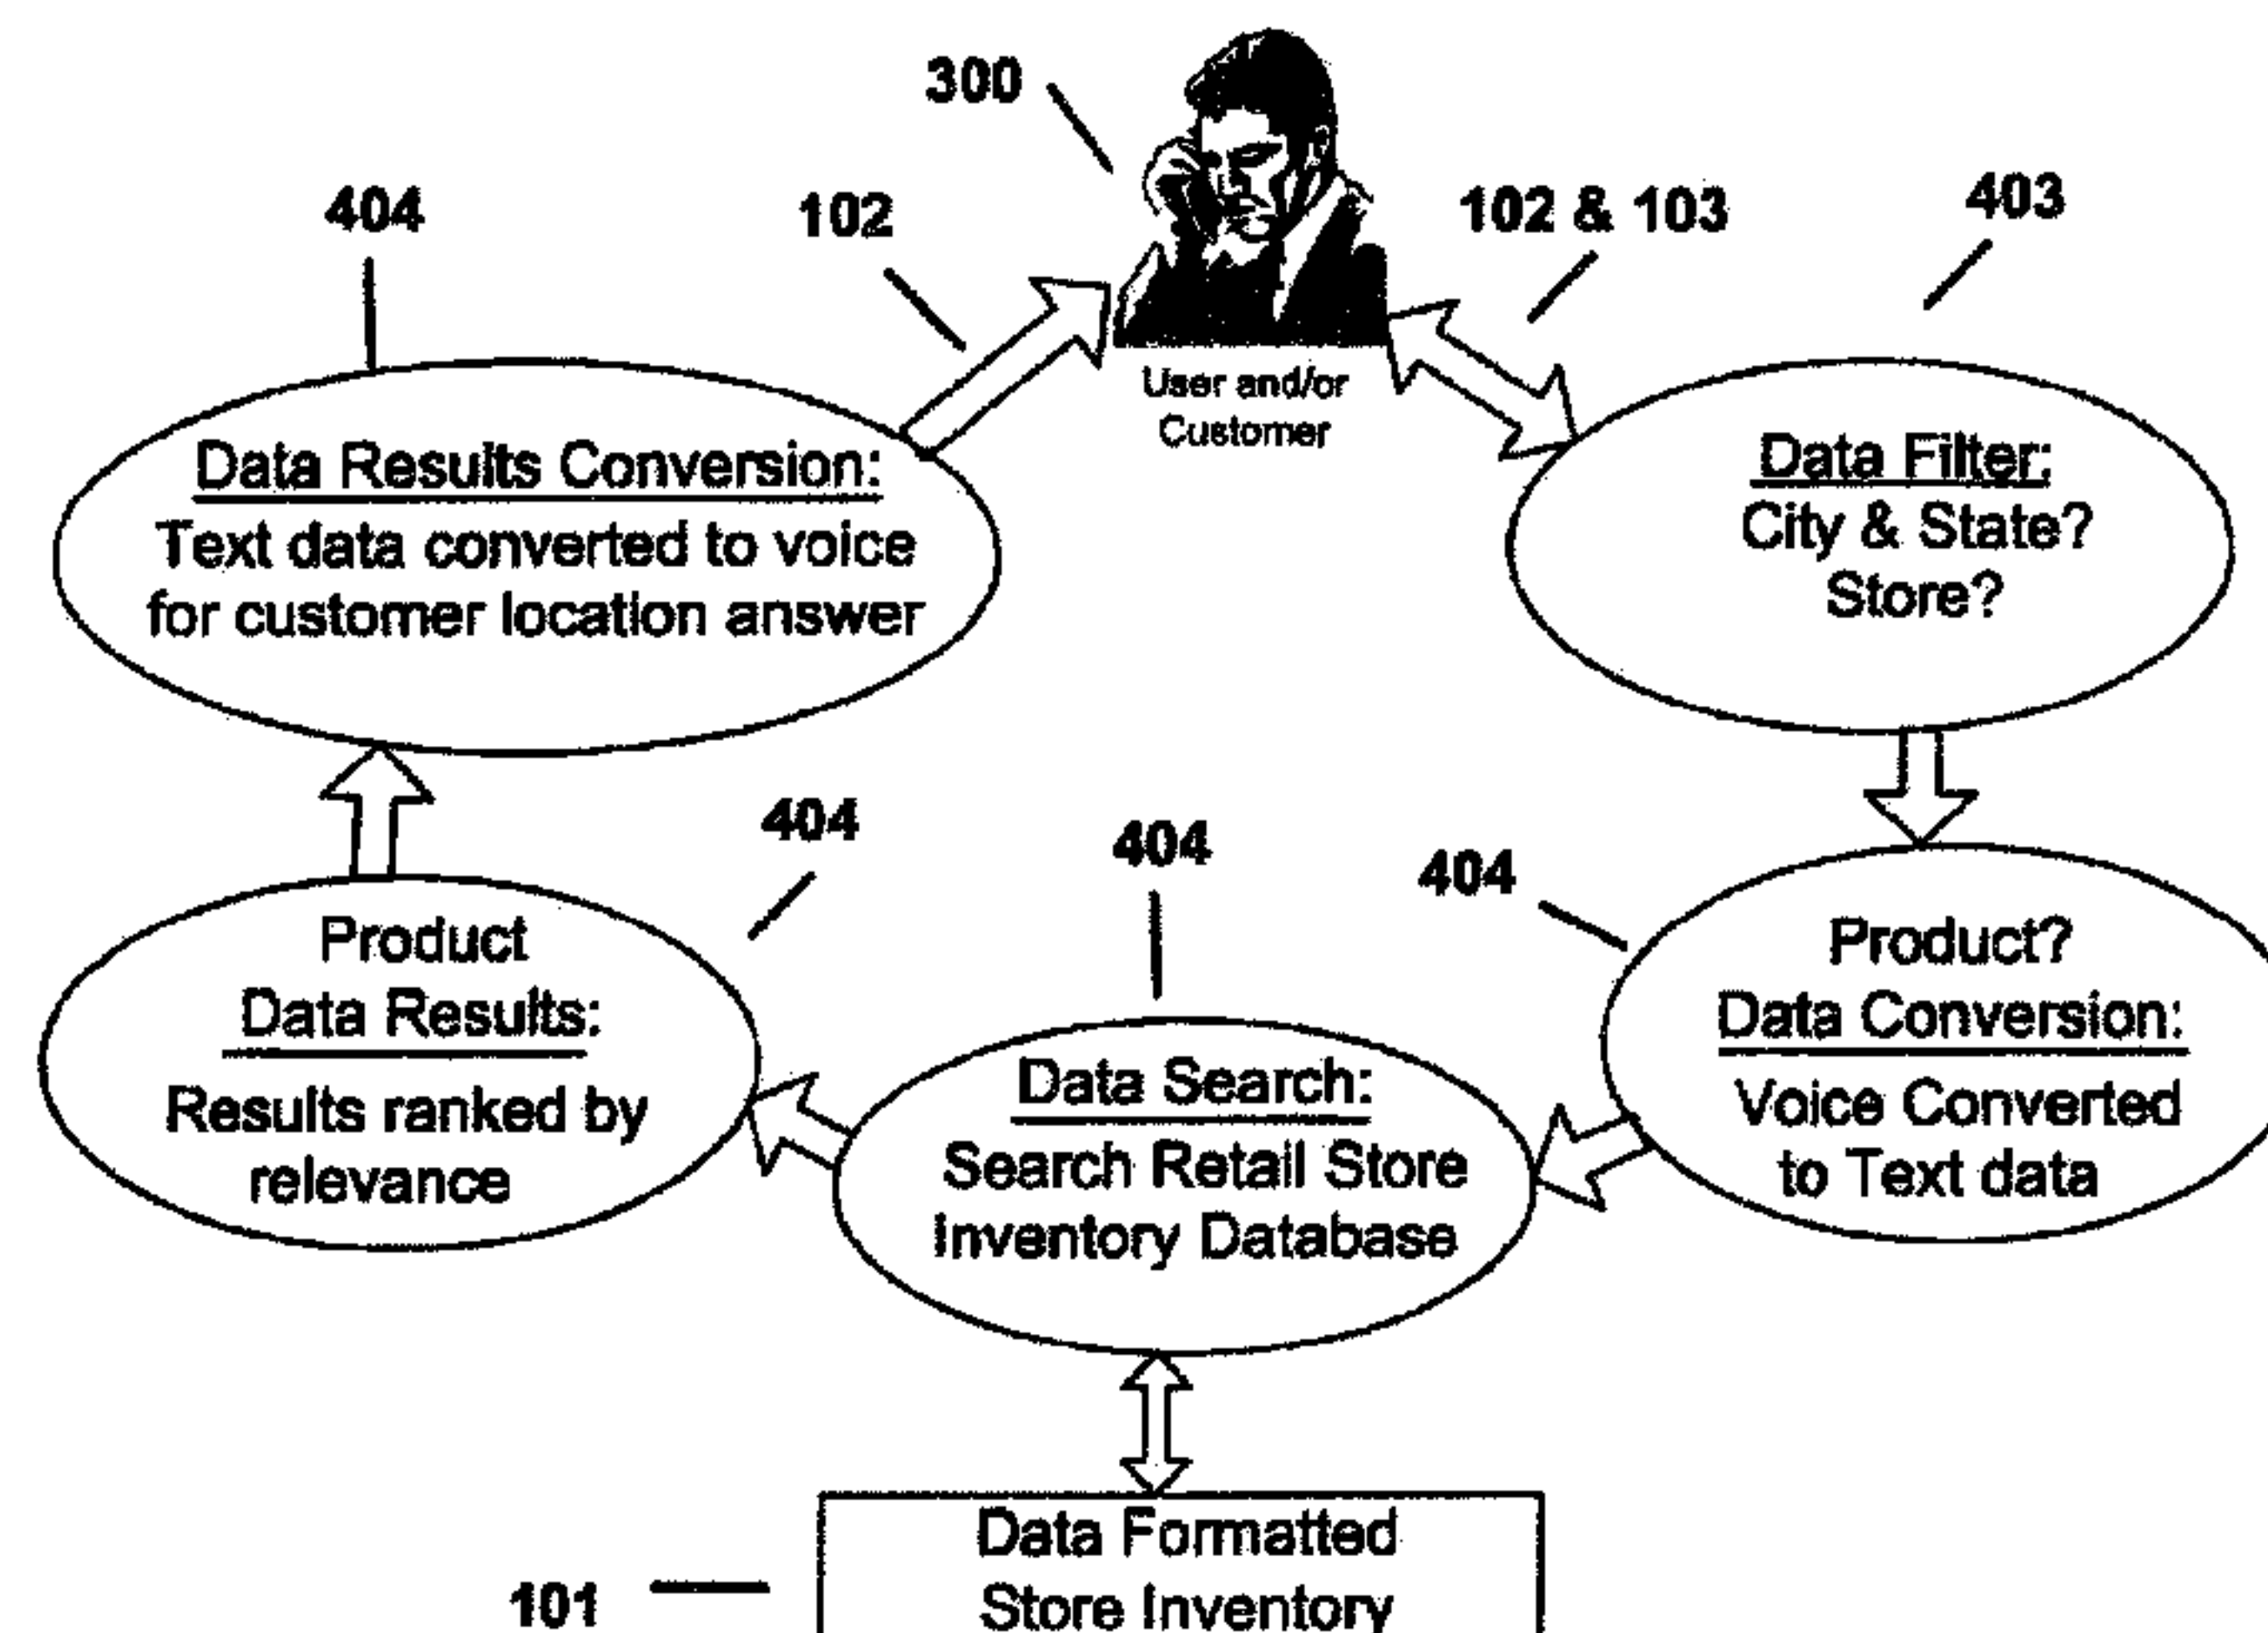 300
404
102
102 & 103
403
User and/or
Customer
Data Results Conversion:
Text data converted to voice
for customer location answer
Data Filter:
City & State?
Store?
404
404
404
Product
Data Results:
Results ranked by
relevance
Data Search:
Search Retail Store
Inventory Database
Product?
Data Conversion:
Voice Converted
to Text data
101
Data Formatted
Store Inventory